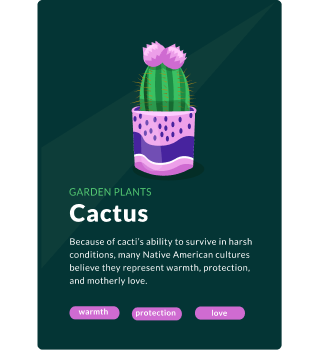 GARDEN PLANTS
Cactus
Because of cacti's ability to survive in harsh
conditions, many Native American cultures
believe they represent warmth, protection,
and motherly love.
warmth protection love